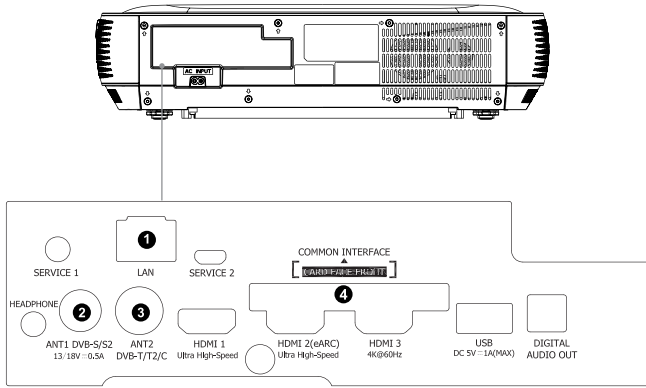 AC INPUT
1
COMMON INTERFACE
SERVICE 1
LAN
SERVICE 2
CARD FACE FRONT
HEADPHONE
2
3
4
ANT1 DVB-S/S2
13/18V⎓0.5A
ANT2
DVB-T/T2/C
HDMI 1
Ultra High-Speed
HDMI 2(eARC)
Ultra High-Speed
HDMI 3
4K@60Hz
USB
DC 5V⎓1A(MAX)
DIGITAL
AUDIO OUT